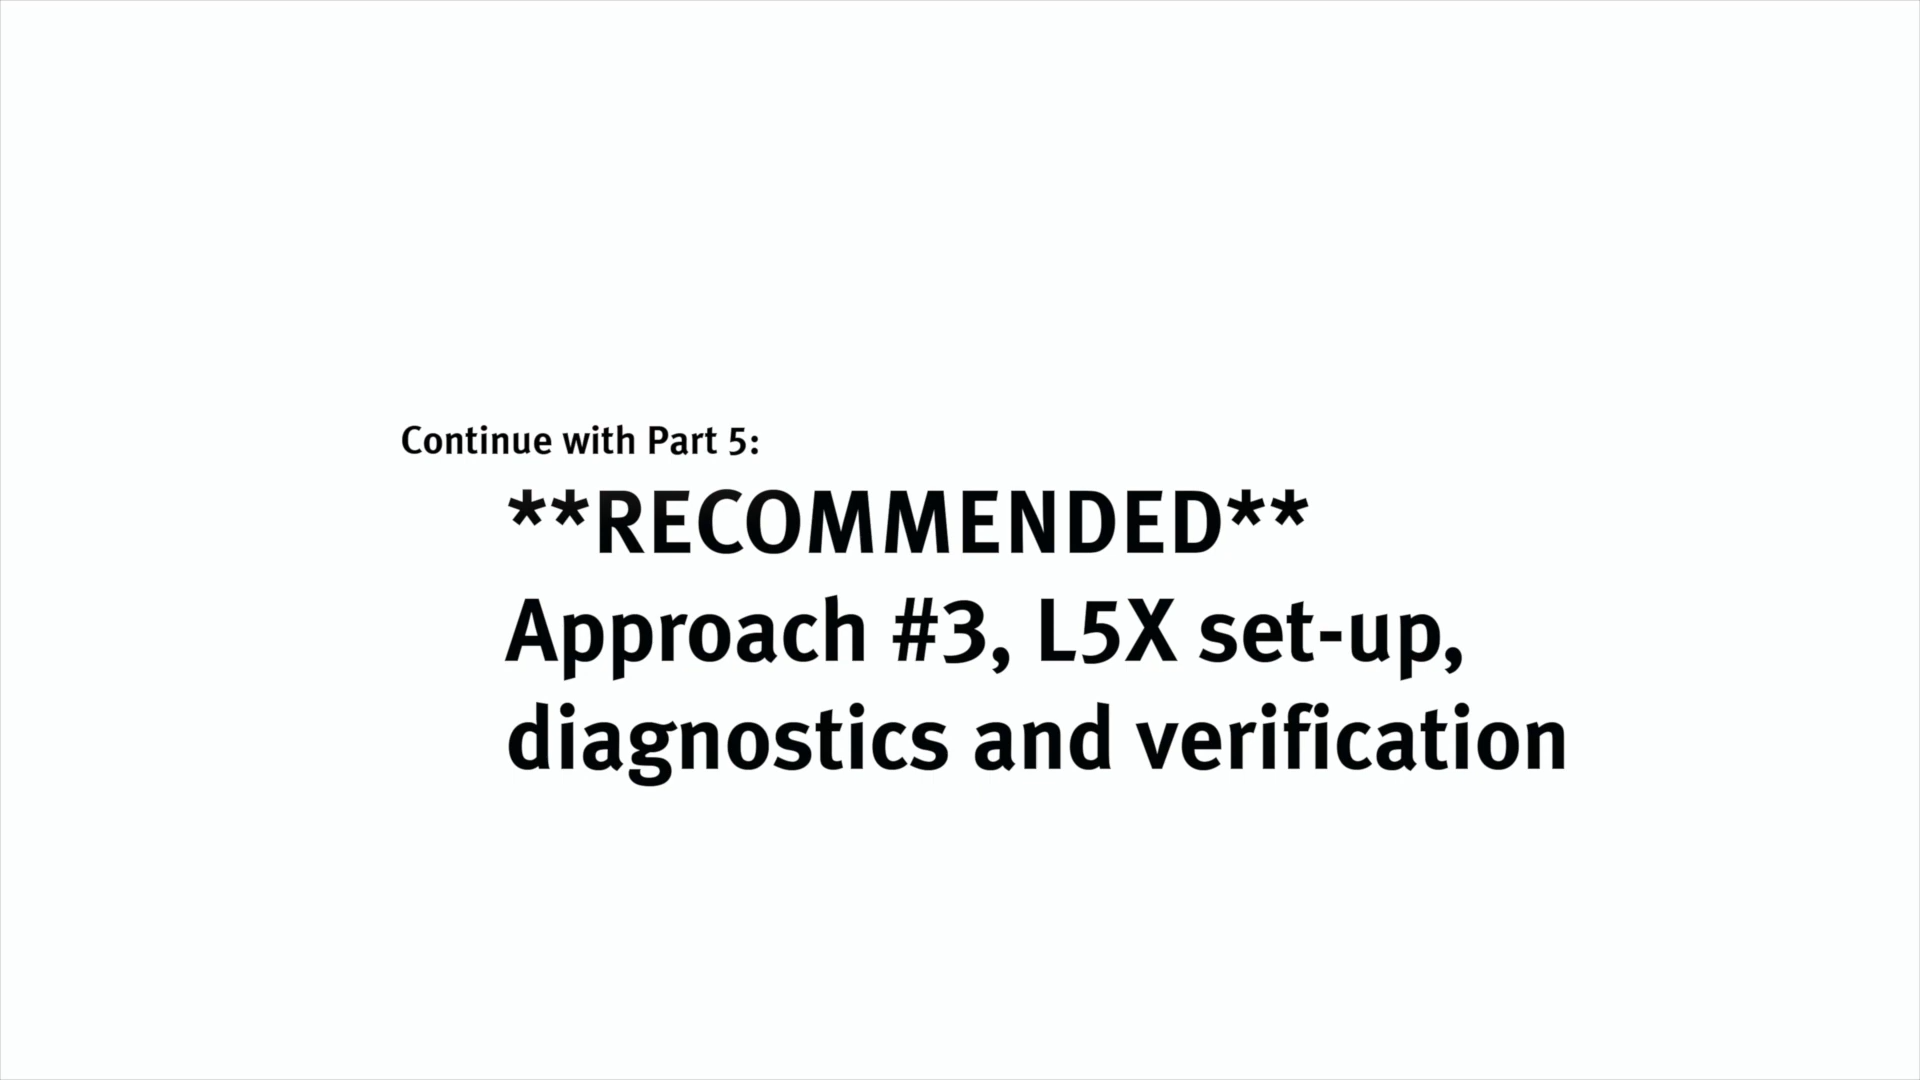 Continue with Part 5:
**RECOMMENDED**
Approach #3, L5X set-up,
diagnostics and verification